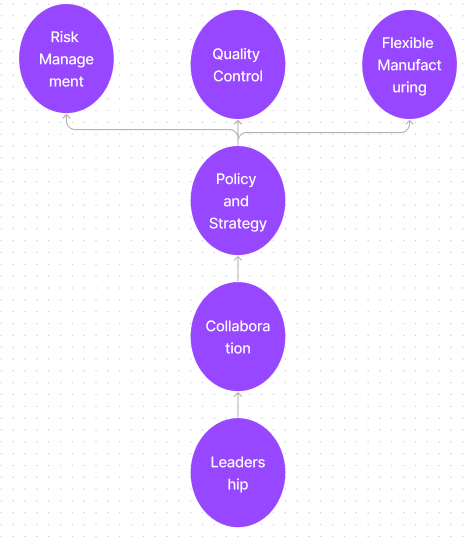 Risk
Manage
ment
Quality
Control
Flexible
Manufact
uring
Policy
and
Strategy
Collabora
tion
Leaders
hip